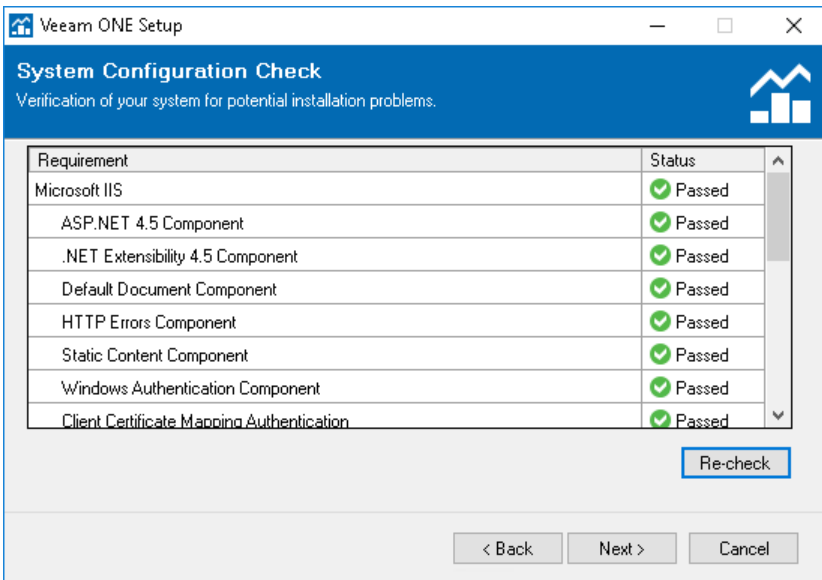 Veeam ONE Setup
System Configuration Check
Verification of your system for potential installation problems.
Requirement Status
Microsoft IIS Passed
ASP.NET 4.5 Component Passed
.NET Extensibility 4.5 Component Passed
Default Document Component Passed
HTTP Errors Component Passed
Static Content Component Passed
Windows Authentication Component Passed
Client Certificate Mapping Authentication Passed
Re-check
< Back Next > Cancel